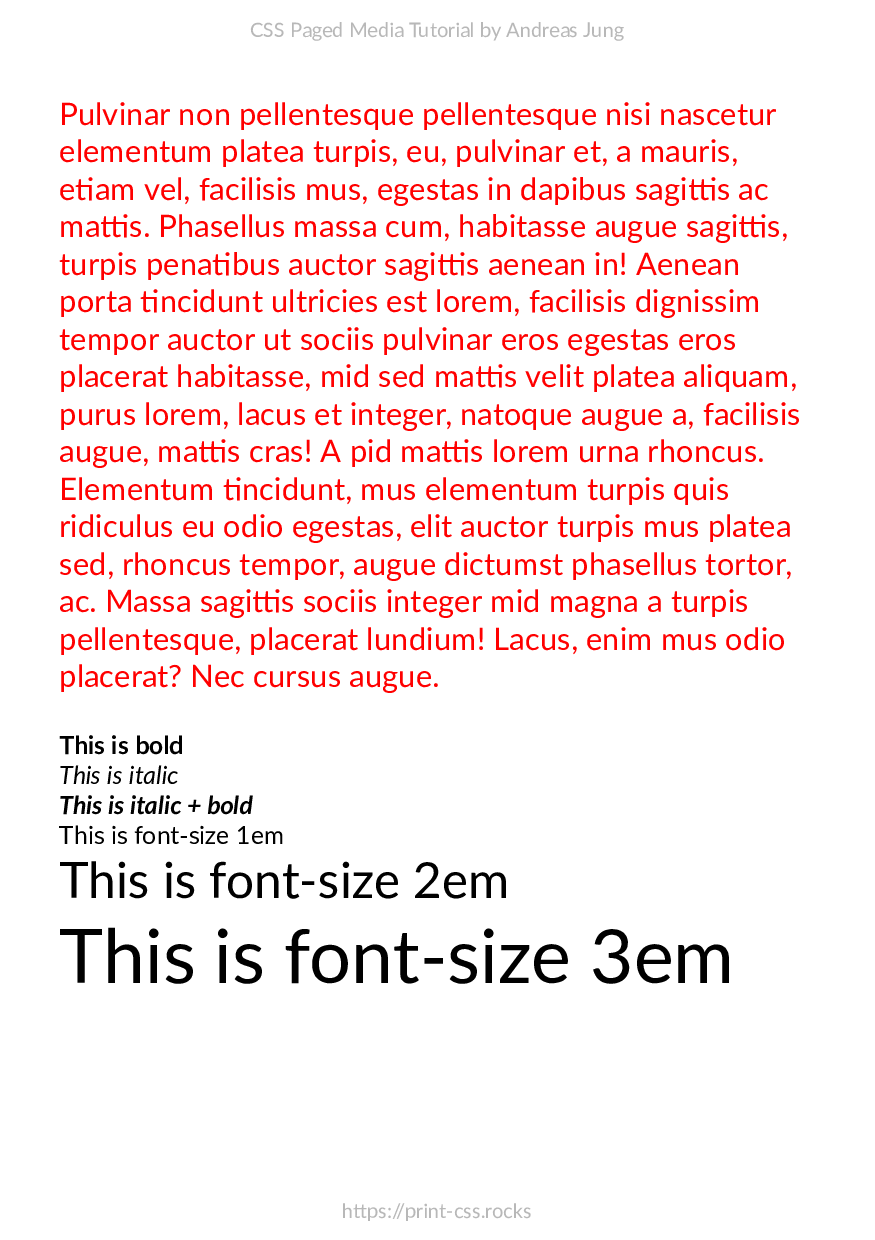 CSS Paged Media Tutorial by Andreas Jung
Pulvinar non pellentesque pellentesque nisi nascetur
elementum platea turpis, eu, pulvinar et, a mauris,
etiam vel, facilisis mus, egestas in dapibus sagittis ac
mattis. Phasellus massa cum, habitasse augue sagittis,
turpis penatibus auctor sagittis aenean in! Aenean
porta tincidunt ultricies est lorem, facilisis dignissim
tempor auctor ut sociis pulvinar eros egestas eros
placerat habitasse, mid sed mattis velit platea aliquam,
purus lorem, lacus et integer, natoque augue a, facilisis
augue, mattis cras! A pid mattis lorem urna rhoncus.
Elementum tincidunt, mus elementum turpis quis
ridiculus eu odio egestas, elit auctor turpis mus platea
sed, rhoncus tempor, augue dictumst phasellus tortor,
ac. Massa sagittis sociis integer mid magna a turpis
pellentesque, placerat lundium! Lacus, enim mus odio
placerat? Nec cursus augue.
This is bold
This is italic
This is italic + bold
This is font-size 1em
This is font-size 2em
This is font-size 3em
https://print-css.rocks